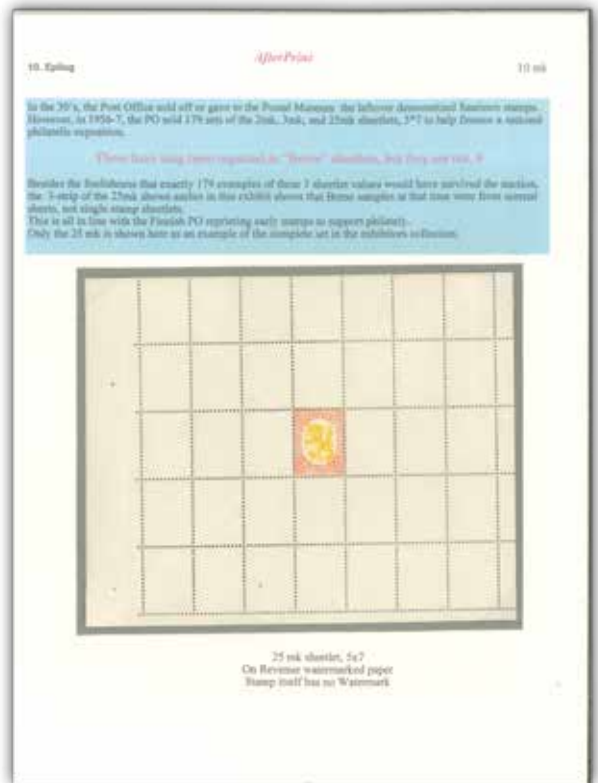 AfterPrint
10. Epilog
10 mk
In the 30's, the Post Office sold off or gave to the Postal Museum the leftover demonetized Saarinen stamps.
However, in 1956-7, the PO sold 179 sets of the 2mk, 3mk, and 25mk sheetlets, 5*7 to help finance a national
philatelic exposition.
These have long been reported as "Berne" sheetlets, but they are not.
Besides the foolishness that exactly 179 examples of these 3 sheetlet values would have survived the auction,
the 3-strip of the 25mk shown earlier in this exhibit shows that Berne samples at that time were from normal
sheets, not single stamp sheetlets.
This is all in line with the Finnish PO reprinting early stamps to support philately.
Only the 25 mk is shown here as an example of the complete set in the exhibitors collection.
25 mk sheetlet, 5x7
On Revenue watermarked paper
Stamp itself has no Watermark